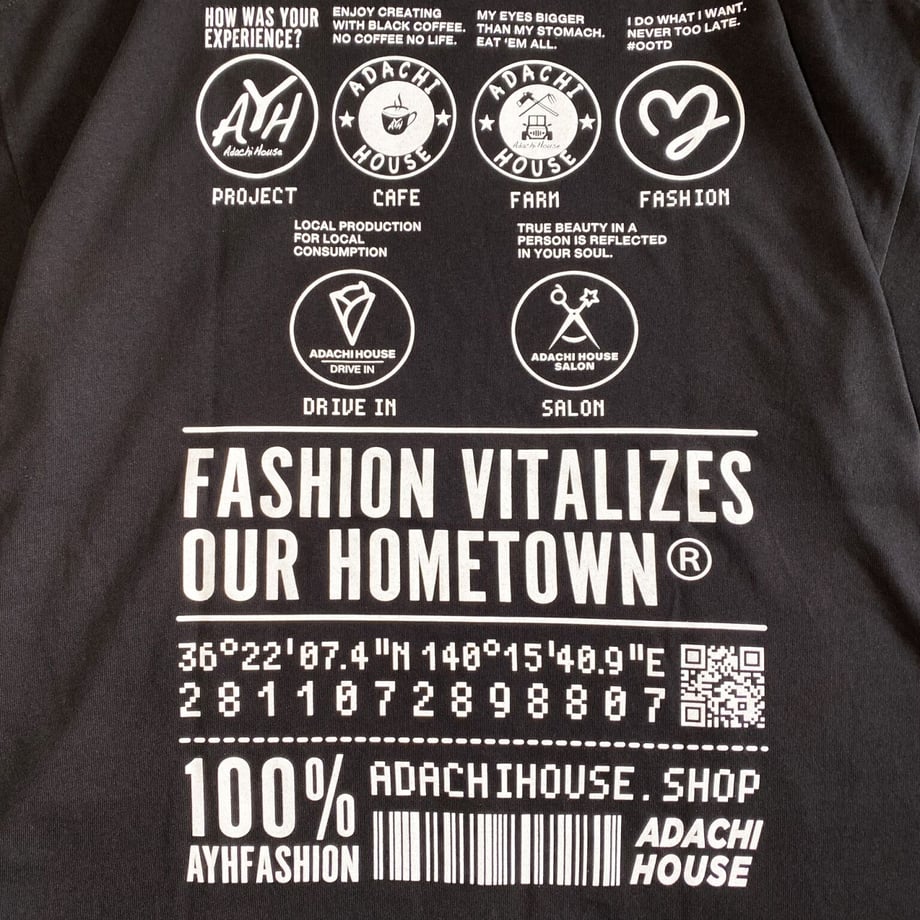 HOW WAS YOUR
EXPERIENCE?
ENJOY CREATING
WITH BLACK COFFEE.
NO COFFEE NO LIFE.
MY EYES BIGGER
THAN MY STOMACH.
EAT 'EM ALL.
I DO WHAT I WANT.
NEVER TOO LATE.
#OOTD
AYH
Adachi House
ADACHI
AYH
HOUSE
ADACHI
Adachi House
HOUSE
PROJECT
CAFE
FARM
FASHION
LOCAL PRODUCTION
FOR LOCAL
CONSUMPTION
TRUE BEAUTY IN A
PERSON IS REFLECTED
IN YOUR SOUL.
ADACHI HOUSE
DRIVE IN
ADACHI HOUSE
SALON
DRIVE IN
SALON
FASHION VITALIZES
OUR HOMETOWN®
36°22'07.4"N 140°15'40.9"E
2811072898807
100%
AYHFASHION
ADACHIHOUSE.SHOP
ADACHI
HOUSE